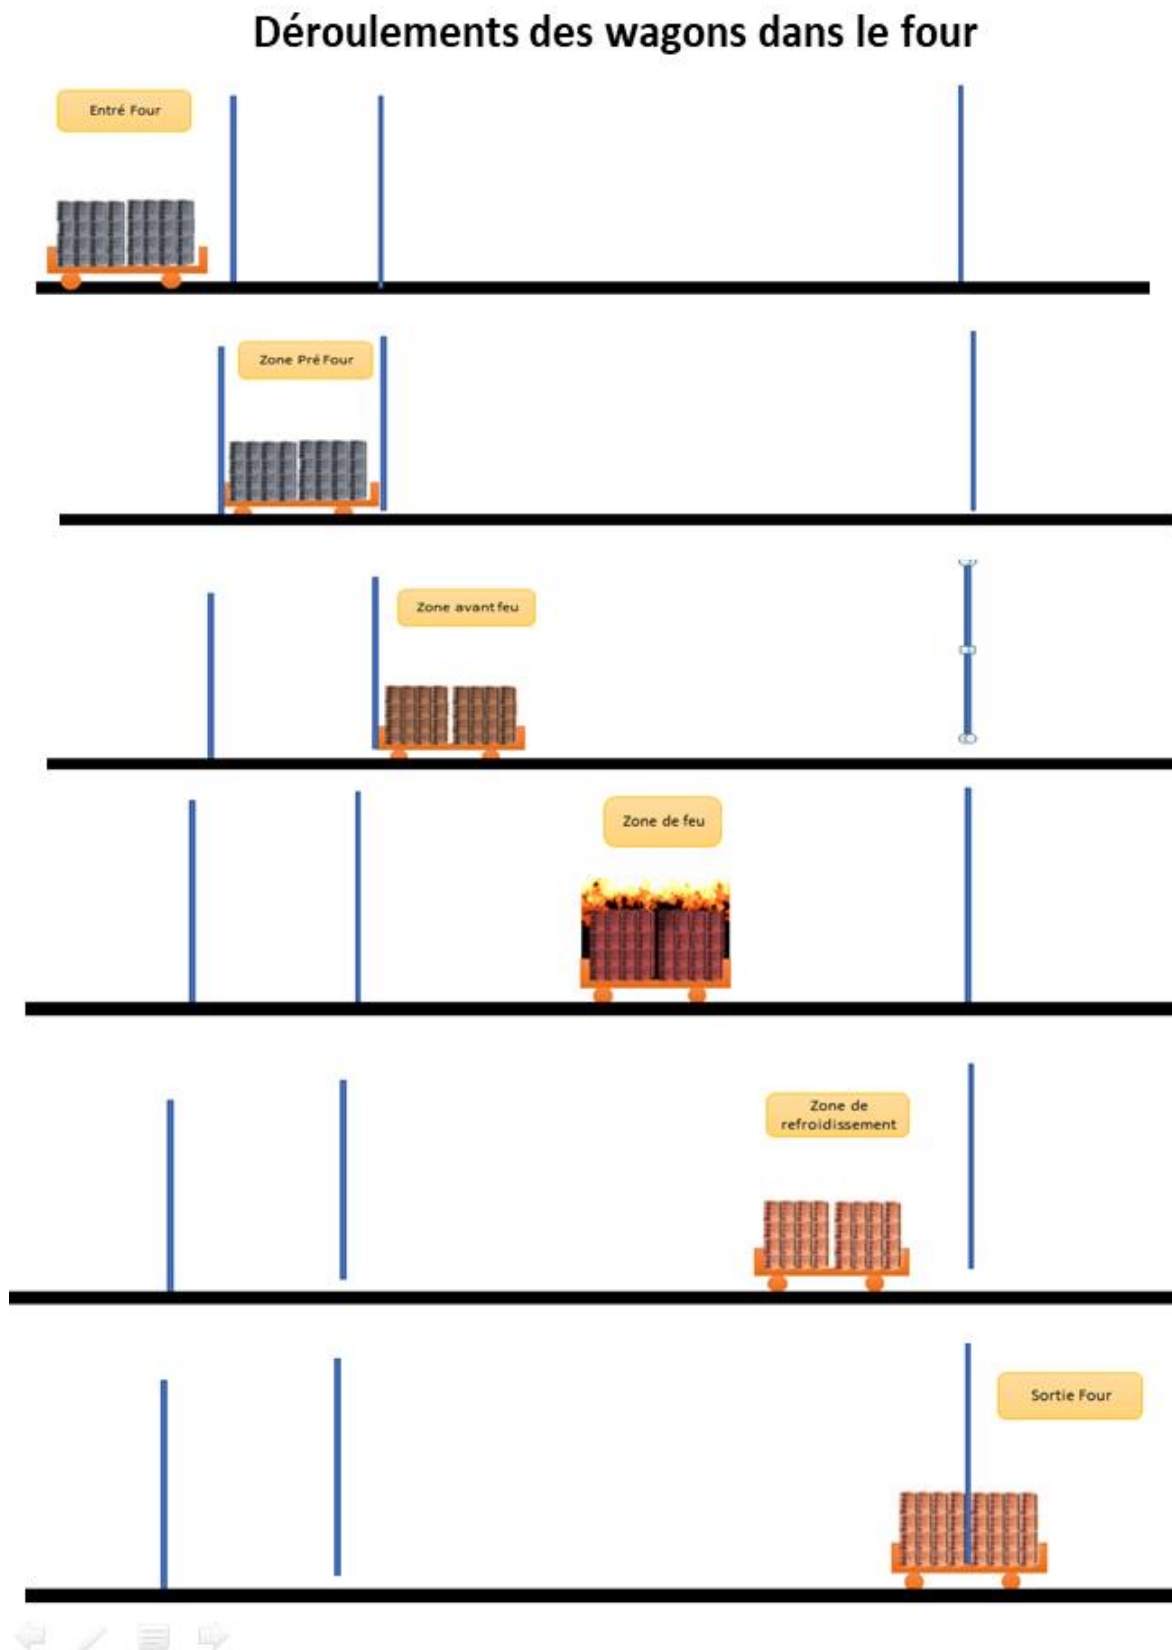 Déroulements des wagons dans le four
Entré Four
Zone Pré Four
Zone avant feu
Zone de feu
Zone de
refroidissement
Sortie Four